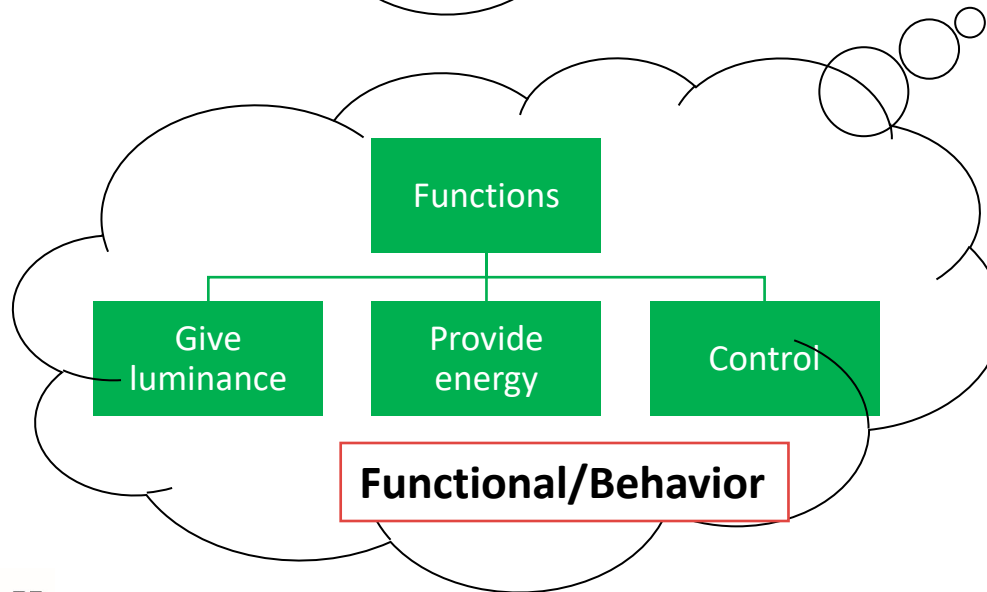 Functions
Give
luminance
Provide
energy
Control
Functional/Behavior